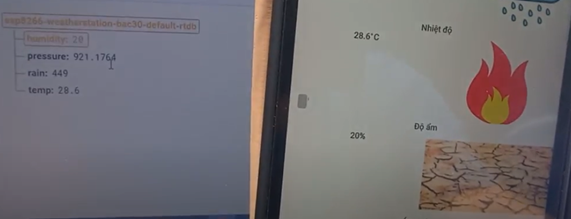 esp8266-weatherstation-bac30-default-rtdb
humidity: 20
pressure: 921.1764
rain: 449
temp: 28.6
28.6°C
Nhiệt độ
20%
Độ ẩm